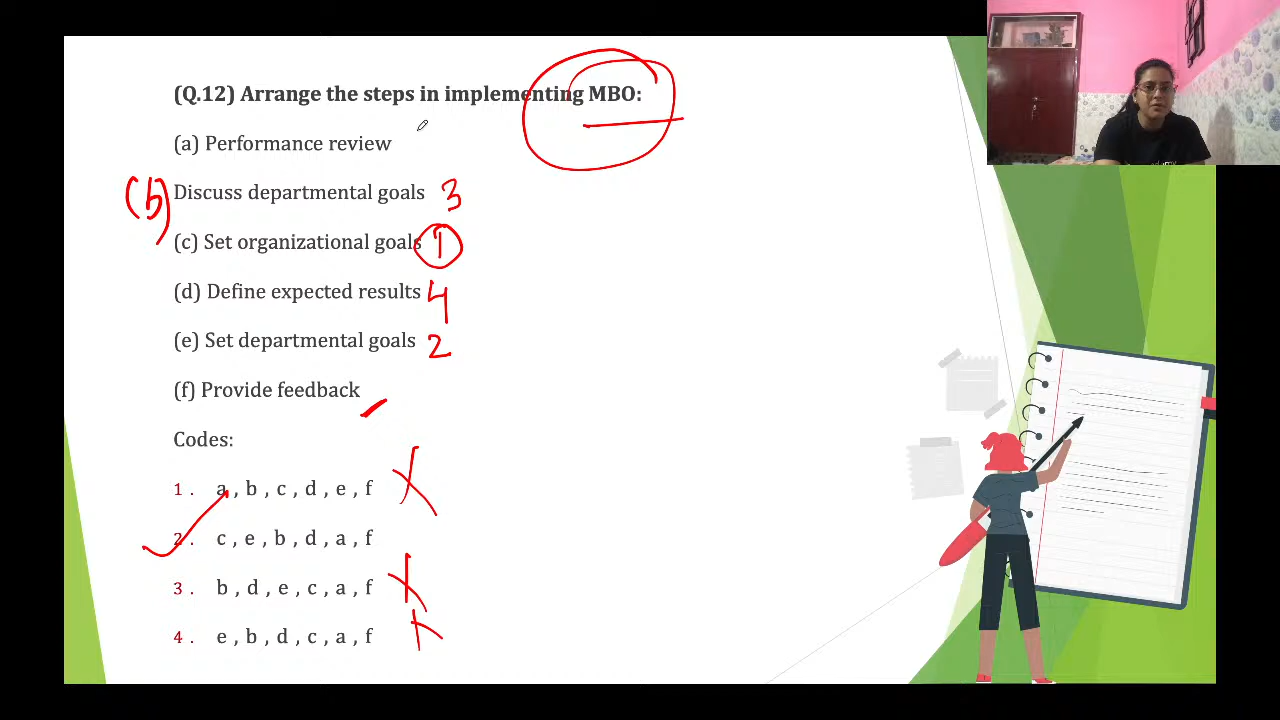 (Q.12) Arrange the steps in implementing MBO:
(a) Performance review
(b) Discuss departmental goals 3
(c) Set organizational goals 1
(d) Define expected results 4
(e) Set departmental goals 2
(f) Provide feedback
Codes:
1. a, b, c, d, e, f
2. c, e, b, d, a, f
3. b, d, e, c, a, f
4. e, b, d, c, a, f